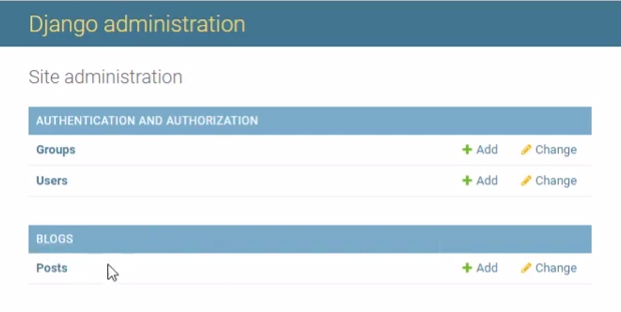 Django administration
Site administration
AUTHENTICATION AND AUTHORIZATION
Groups Add Change
Users Add Change
BLOGS
Posts Add Change